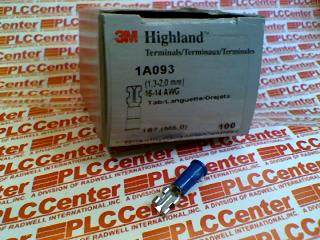 3M Highland™
Terminals/Terminaux/Terminales
1A093
(1,3-2,0 mm)
16-14 AWG
Tab/Languette/Orejeta
100
PLCCenter
A DIVISION OF RADWELL INTERNATIONAL, INC.